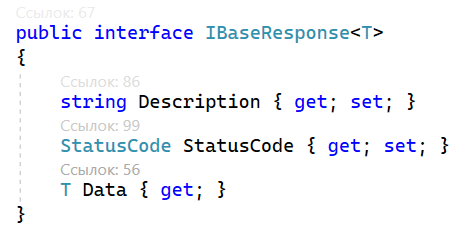 Ссылок: 67
public interface IBaseResponse<T>
{
Ссылок: 86
string Description { get; set; }
Ссылок: 99
StatusCode StatusCode { get; set; }
Ссылок: 56
T Data { get; }
}